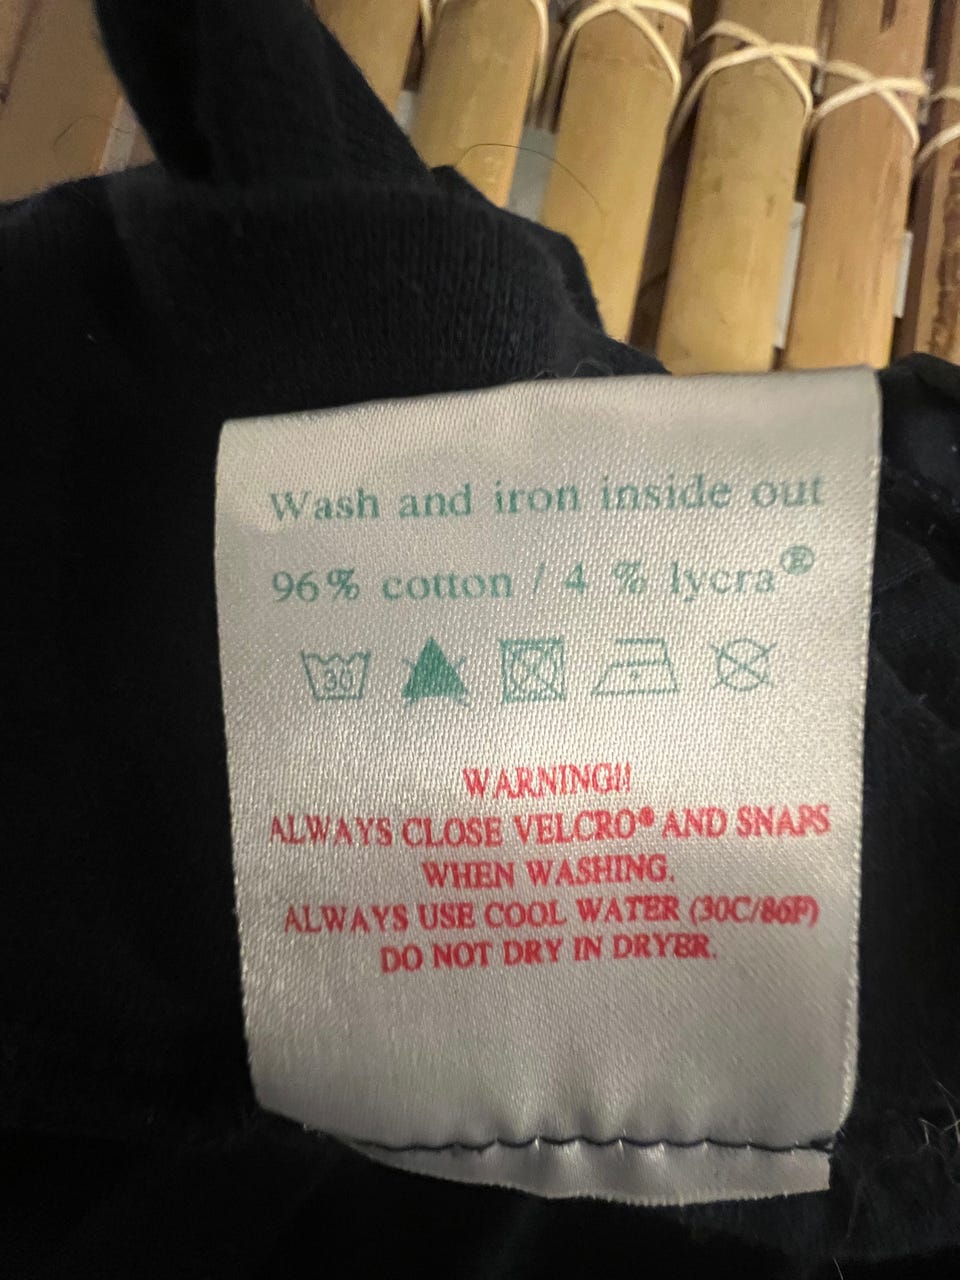 Wash and iron inside out
96% cotton / 4 % lycra®
30
WARNING!!
ALWAYS CLOSE VELCRO® AND SNAPS
WHEN WASHING.
ALWAYS USE COOL WATER (30C/86F)
DO NOT DRY IN DRYER.